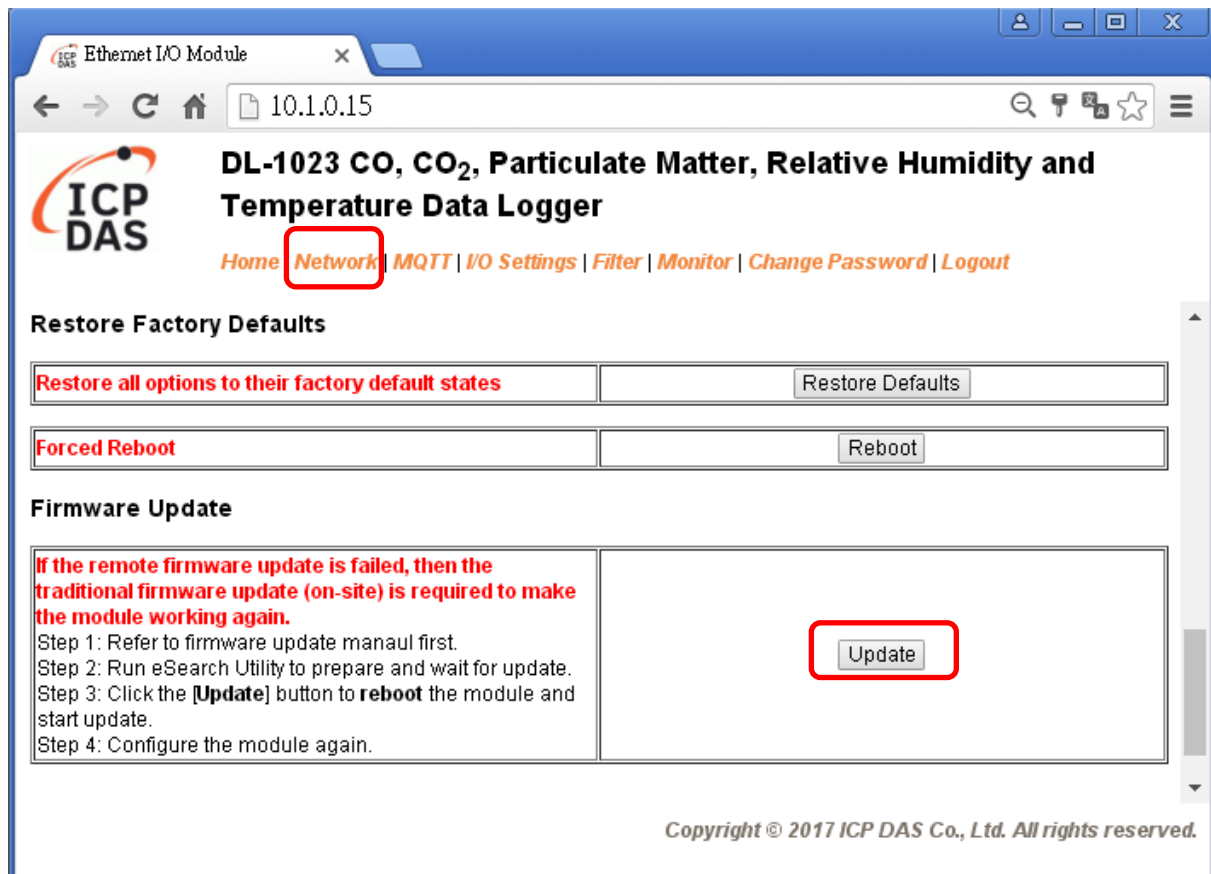 ICP DAS Ethernet I/O Module
10.1.0.15
ICP
DAS
DL-1023 CO, CO₂, Particulate Matter, Relative Humidity and
Temperature Data Logger
Home | Network | MQTT | I/O Settings | Filter | Monitor | Change Password | Logout
Restore Factory Defaults
Restore all options to their factory default states Restore Defaults
Forced Reboot Reboot
Firmware Update
If the remote firmware update is failed, then the
traditional firmware update (on-site) is required to make
the module working again.
Step 1: Refer to firmware update manaul first.
Step 2: Run eSearch Utility to prepare and wait for update.
Step 3: Click the [Update] button to reboot the module and
start update.
Step 4: Configure the module again.
Update
Copyright © 2017 ICP DAS Co., Ltd. All rights reserved.